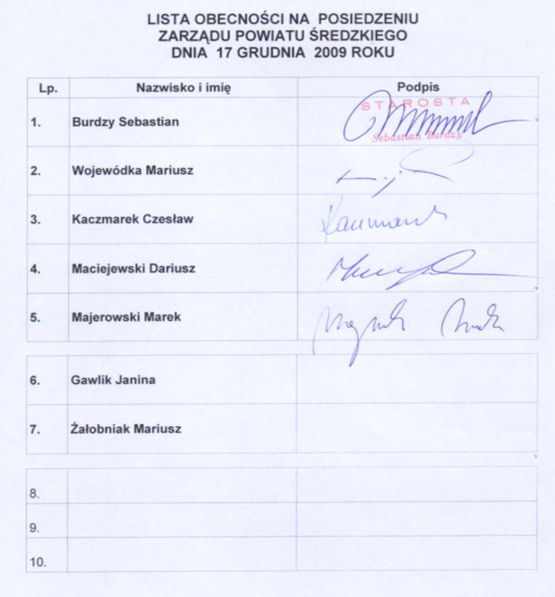 LISTA OBECNOŚCI NA POSIEDZENIU
ZARZĄDU POWIATU ŚREDZKIEGO
DNIA 17 GRUDNIA 2009 ROKU
Lp. Nazwisko i imię Podpis
1. Burdzy Sebastian STAROSTA
Sebastian Burdzy
2. Wojewódka Mariusz
3. Kaczmarek Czesław
4. Maciejewski Dariusz
5. Majerowski Marek
6. Gawlik Janina
7. Żałobniak Mariusz
8.
9.
10.